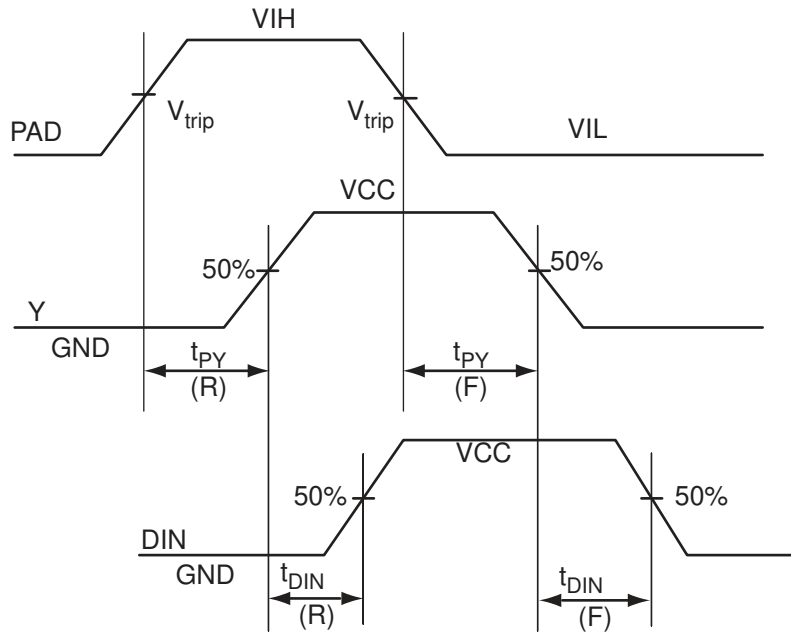 VIH
Vtrip
Vtrip
PAD
VIL
VCC
50%
50%
Y
GND
tPY
(R)
tPY
(F)
VCC
50%
50%
DIN
GND
tDIN
(R)
tDIN
(F)